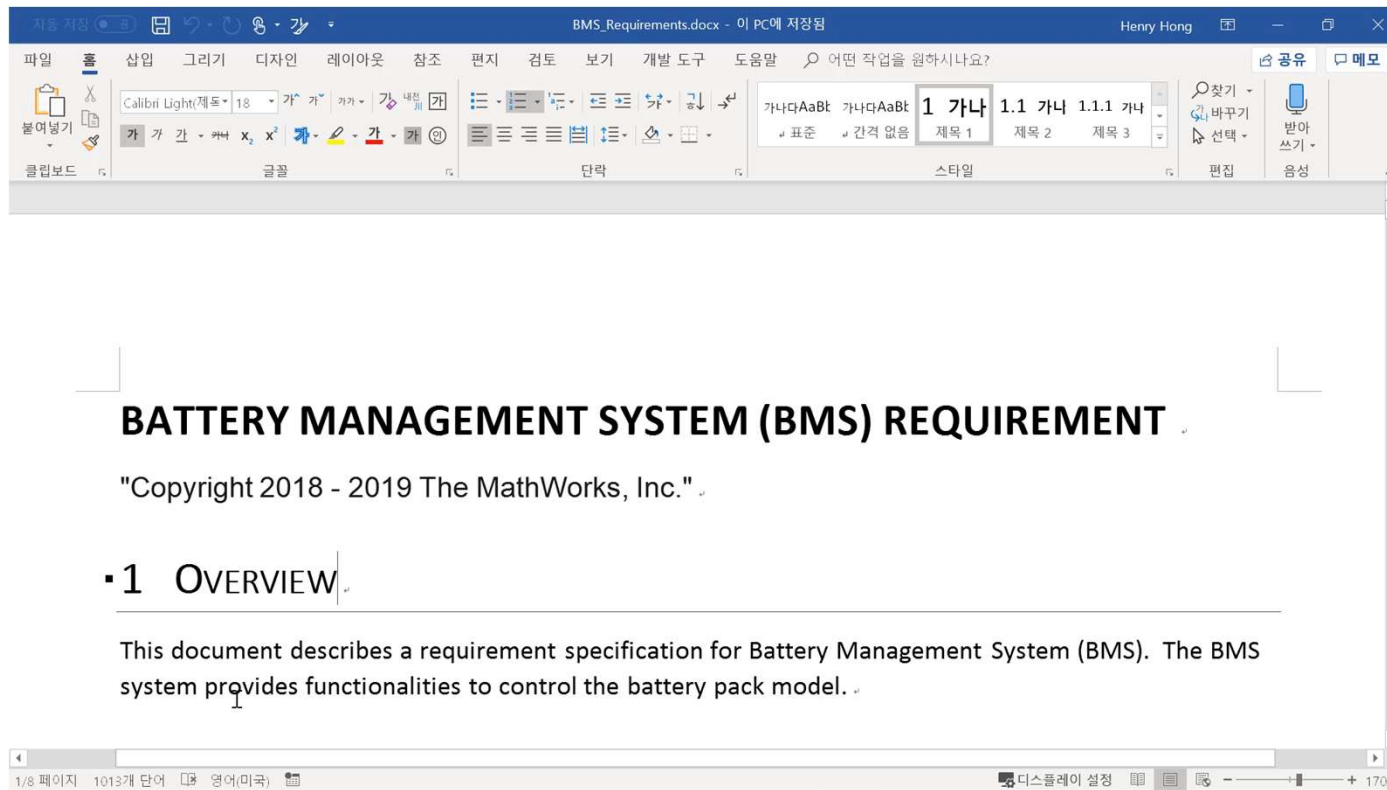 자동 저장 BMS_Requirements.docx - 이 PC에 저장됨 Henry Hong
파일 홈 삽입 그리기 디자인 레이아웃 참조 편지 검토 보기 개발 도구 도움말 어떤 작업을 원하시나요? 공유 메모
Calibri Light(제목 18 가가 내천 가 가나다AaBb 가나다AaBb 1 가나 1.1 가나 1.1.1 가나 찾기
붙여넣기 바꾸기 받아
표준 간격 없음 제목 1 제목 2 제목 3 선택 쓰기
클립보드 글꼴 단락 스타일 편집 음성
BATTERY MANAGEMENT SYSTEM (BMS) REQUIREMENT
"Copyright 2018 - 2019 The MathWorks, Inc."
1 OVERVIEW
This document describes a requirement specification for Battery Management System (BMS). The BMS
system provides functionalities to control the battery pack model.
1/8 페이지 1013개 단어 영어(미국) 디스플레이 설정 170